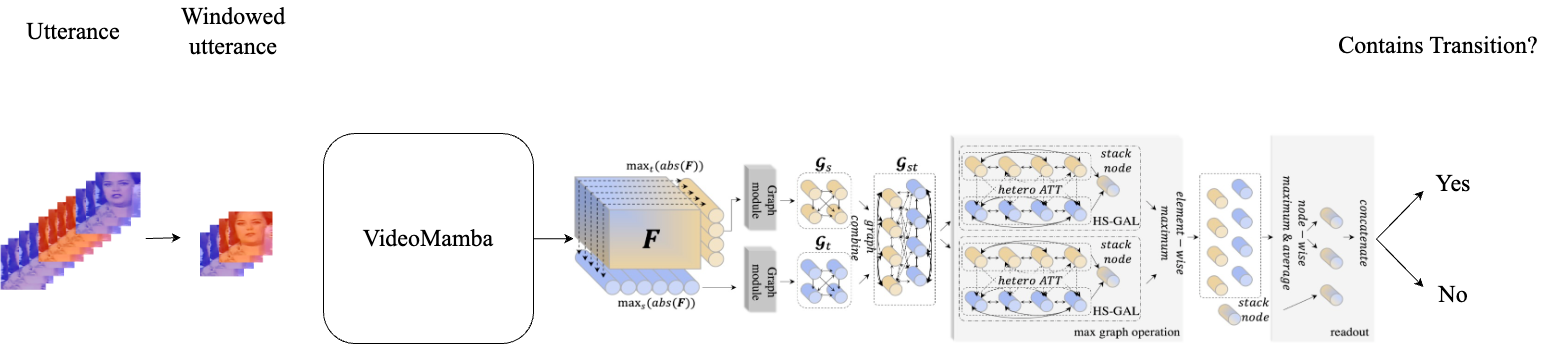 Utterance
Windowed
utterance
Contains Transition?
VideoMamba
max_t(abs(F))
F
max_s(abs(F))
Graph
module
Graph
module
G_s
G_t
graph
combine
G_st
stack
node
hetero ATT
HS-GAL
stack
node
hetero ATT
HS-GAL
max graph operation
element-wise
maximum
stack
node
node-wise
maximum & average
concatenate
readout
Yes
No